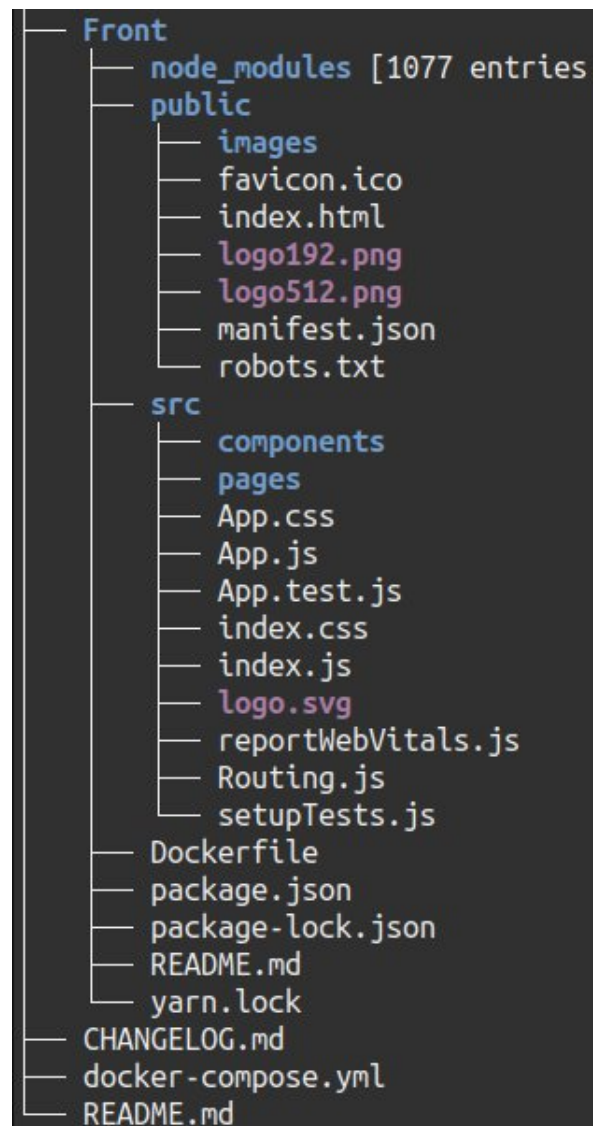 Front
node_modules [1077 entries
public
images
favicon.ico
index.html
logo192.png
logo512.png
manifest.json
robots.txt
src
components
pages
App.css
App.js
App.test.js
index.css
index.js
logo.svg
reportWebVitals.js
Routing.js
setupTests.js
Dockerfile
package.json
package-lock.json
README.md
yarn.lock
CHANGELOG.md
docker-compose.yml
README.md